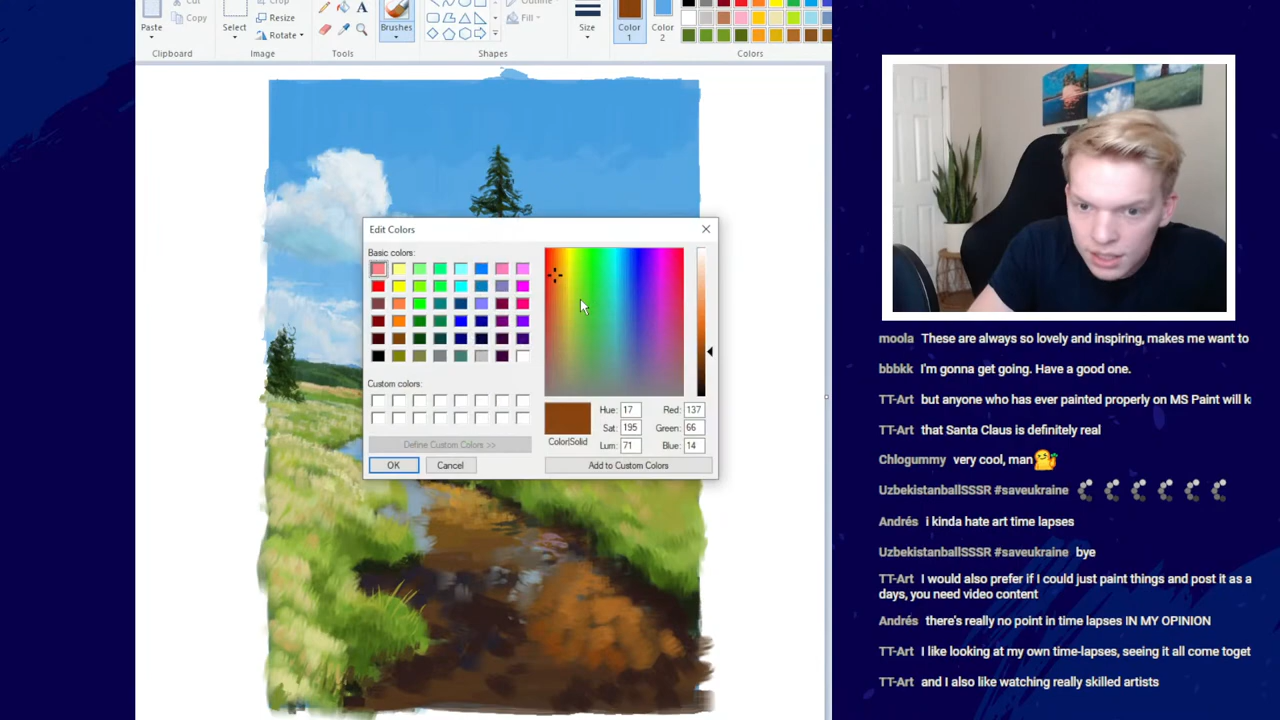 Crop
Outline
Paste
Copy
Select
Resize
Rotate
A
Brushes
Fill
Size
Color 1
Color 2
Clipboard
Image
Tools
Shapes
Colors
Edit Colors
Basic colors:
Custom colors:
Define Custom Colors >>
OK
Cancel
Color|Solid
Hue: 17
Sat: 195
Lum: 71
Red: 137
Green: 66
Blue: 14
Add to Custom Colors
moola These are always so lovely and inspiring, makes me want to
bbbkk I'm gonna get going. Have a good one.
TT-Art but anyone who has ever painted properly on MS Paint will k
TT-Art that Santa Claus is definitely real
Chlogummy very cool, man
UzbekistanballSSSR #saveukraine
Andrés i kinda hate art time lapses
UzbekistanballSSSR #saveukraine bye
TT-Art I would also prefer if I could just paint things and post it as a
days, you need video content
Andrés there's really no point in time lapses IN MY OPINION
TT-Art I like looking at my own time-lapses, seeing it all come toget
TT-Art and I also like watching really skilled artists